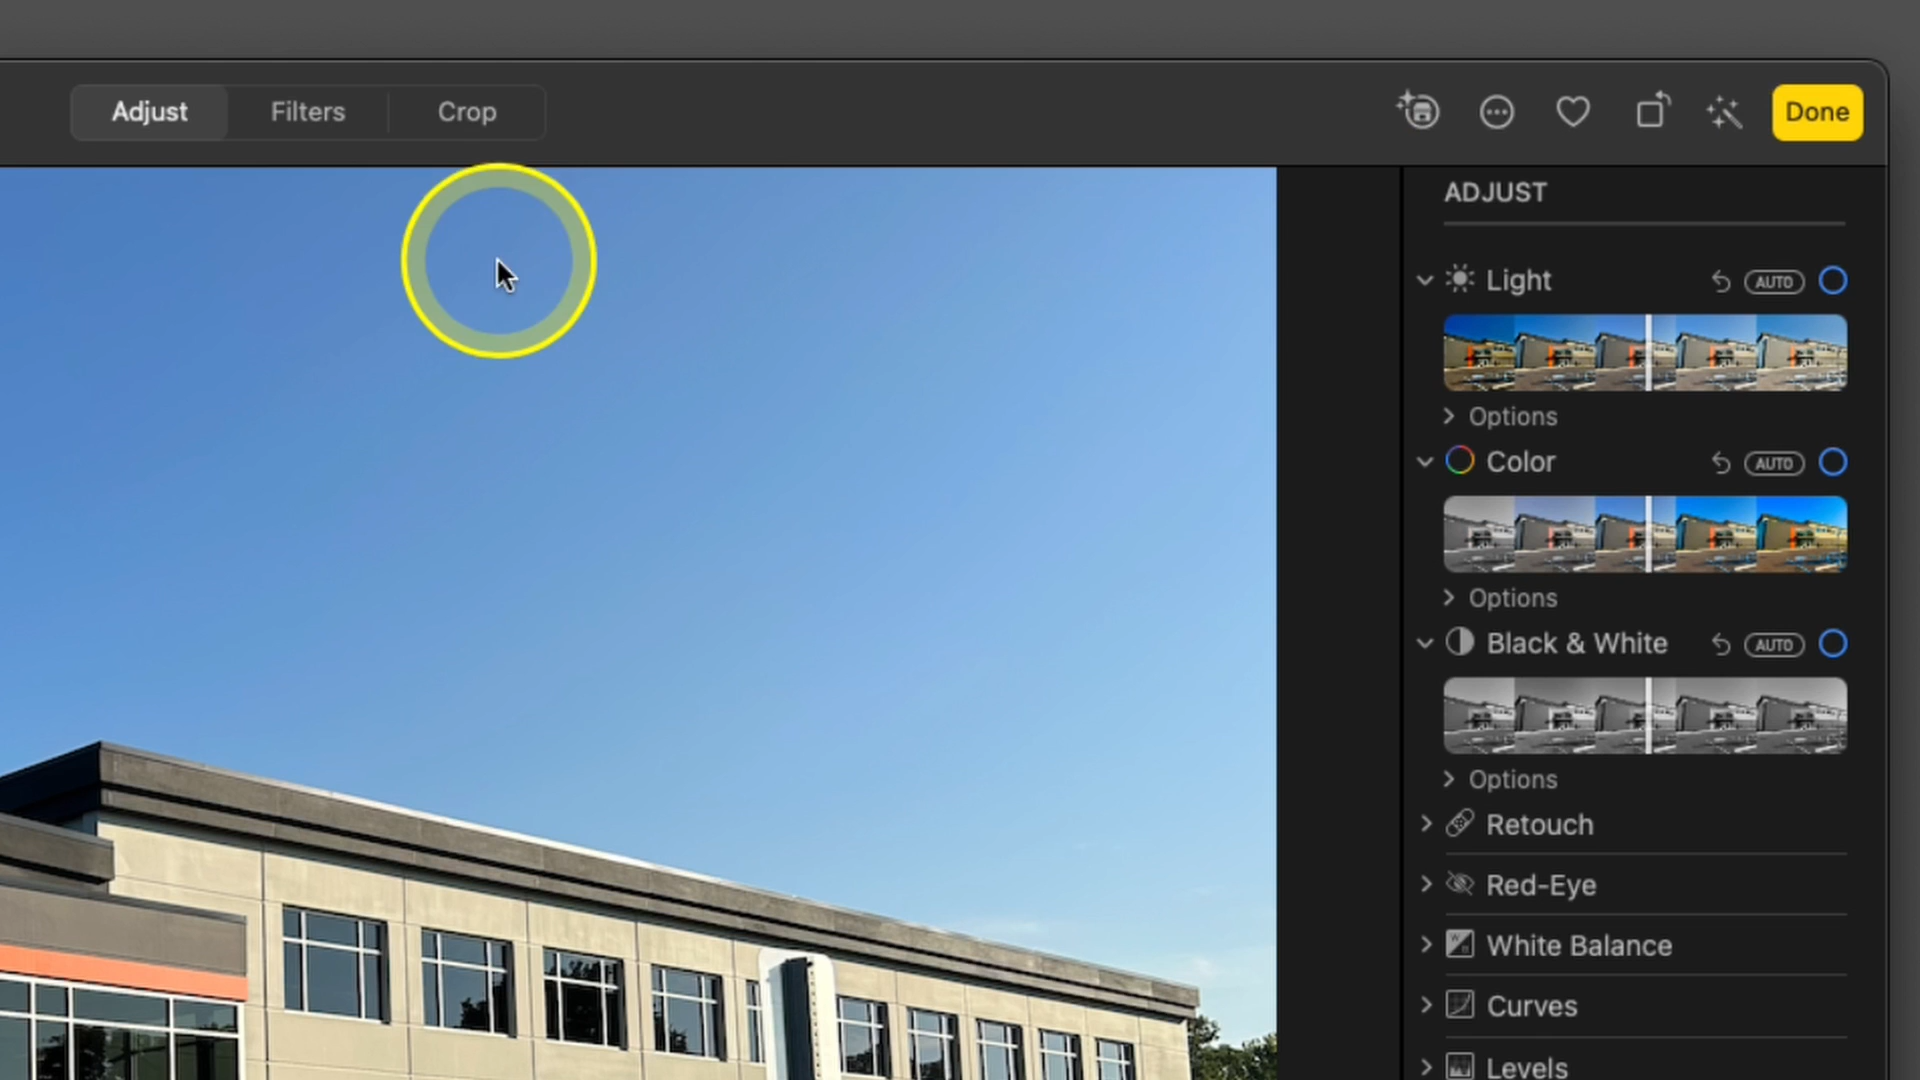 Adjust Filters Crop Done
ADJUST
Light AUTO
Options
Color AUTO
Options
Black & White AUTO
Options
Retouch
Red-Eye
White Balance
Curves
Levels